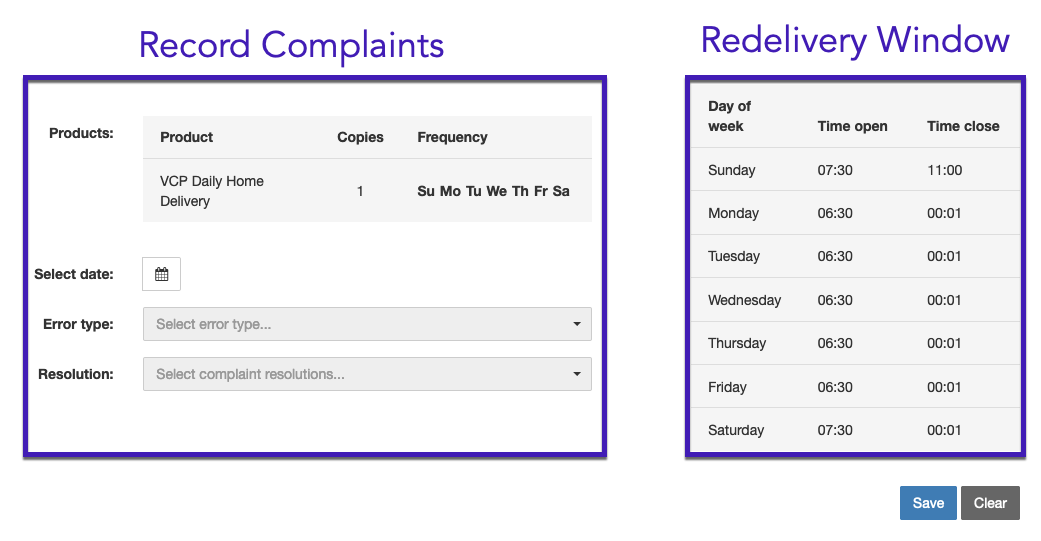 Record Complaints
Products:
Product Copies Frequency
VCP Daily Home
Delivery
1
Su Mo Tu We Th Fr Sa
Select date:
Error type:
Select error type...
Resolution:
Select complaint resolutions...
Redelivery Window
Day of
week
Time open Time close
Sunday 07:30 11:00
Monday 06:30 00:01
Tuesday 06:30 00:01
Wednesday 06:30 00:01
Thursday 06:30 00:01
Friday 06:30 00:01
Saturday 07:30 00:01
Save Clear